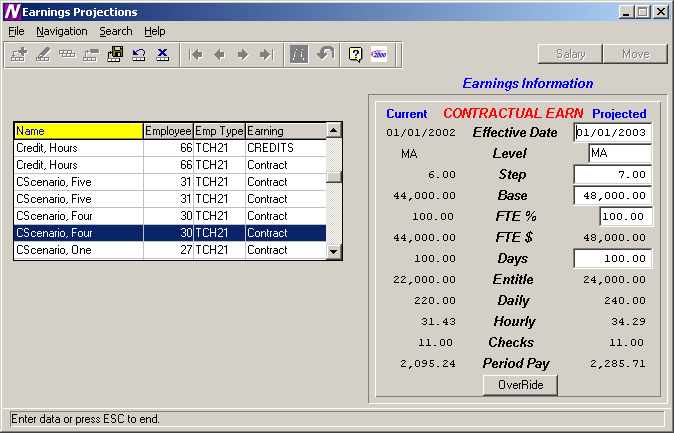 Earnings Projections
File Navigation Search Help
Salary Move
Earnings Information
Name Employee Emp Type Earning
Credit, Hours 66 TCH21 CREDITS
Credit, Hours 66 TCH21 Contract
CScenario, Five 31 TCH21 Contract
CScenario, Five 31 TCH21 Contract
CScenario, Four 30 TCH21 Contract
CScenario, Four 30 TCH21 Contract
CScenario, One 27 TCH21 Contract
Current CONTRACTUAL EARN Projected
01/01/2002 Effective Date 01/01/2003
MA Level MA
6.00 Step 7.00
44,000.00 Base 48,000.00
100.00 FTE % 100.00
44,000.00 FTE $ 48,000.00
100.00 Days 100.00
22,000.00 Entitle 24,000.00
220.00 Daily 240.00
31.43 Hourly 34.29
11.00 Checks 11.00
2,095.24 Period Pay 2,285.71
OverRide
Enter data or press ESC to end.